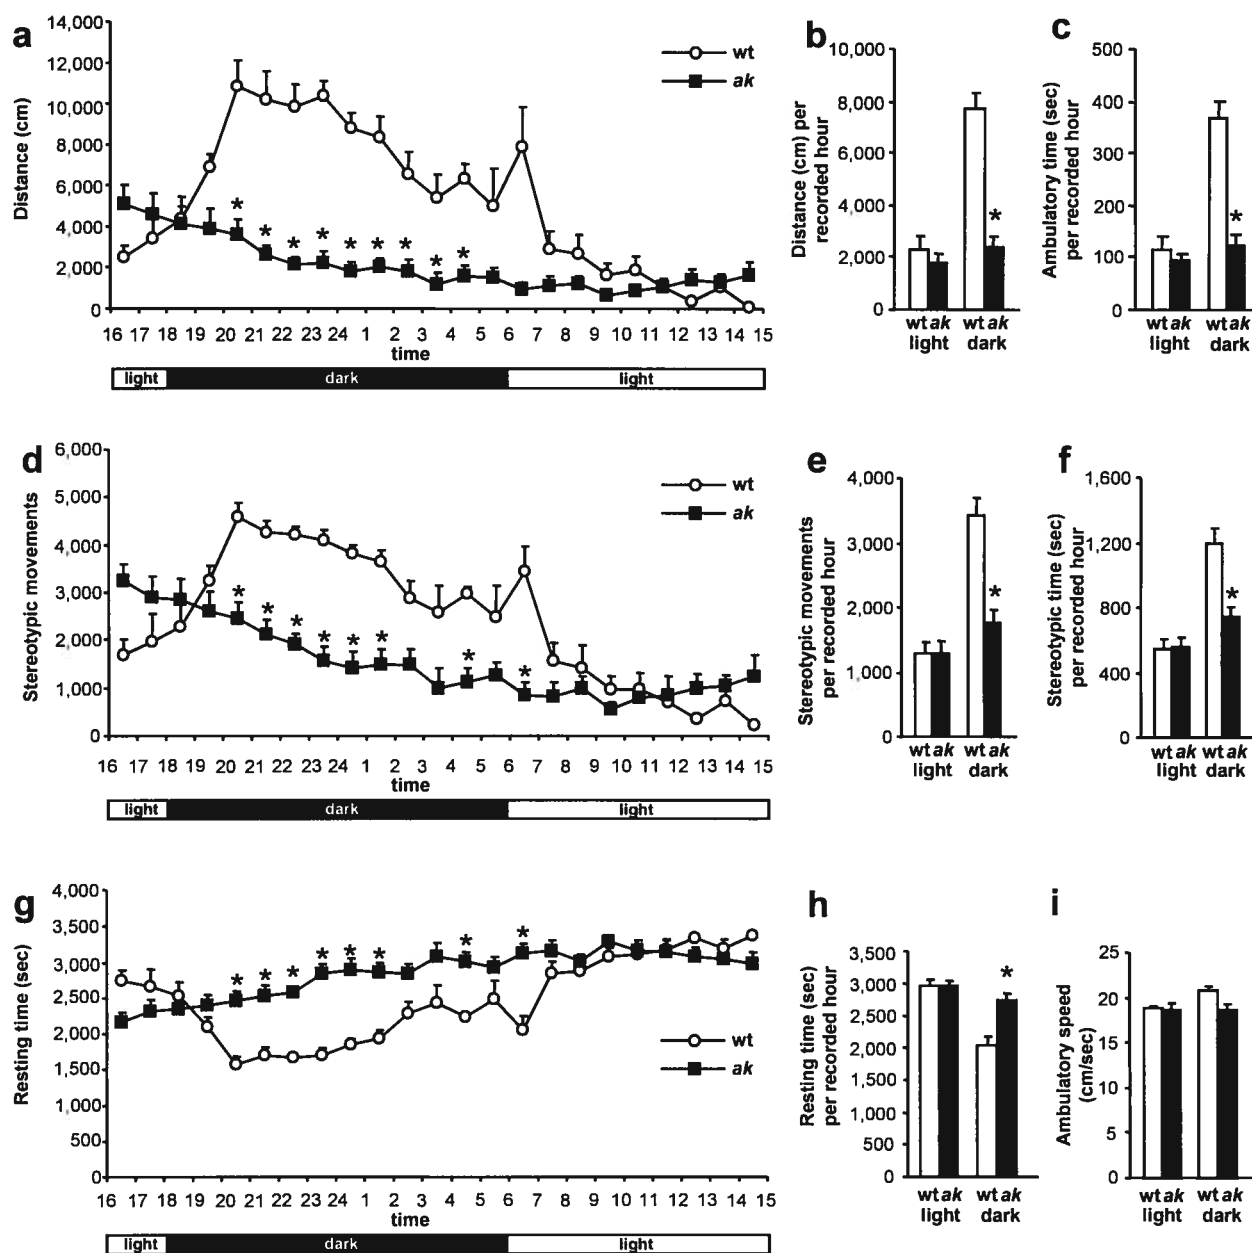 a
14,000
12,000
10,000
8,000
6,000
4,000
2,000
0
Distance (cm)
wt
ak
* * * * * * * * *
16 17 18 19 20 21 22 23 24 1 2 3 4 5 6 7 8 9 10 11 12 13 14 15
time
light dark light
b
10,000
8,000
6,000
4,000
2,000
0
Distance (cm) per
recorded hour
*
wt ak wt ak
light dark
c
500
400
300
200
100
0
Ambulatory time (sec)
per recorded hour
*
wt ak wt ak
light dark
d
6,000
5,000
4,000
3,000
2,000
1,000
0
Stereotypic movements
wt
ak
* * * * * * * *
16 17 18 19 20 21 22 23 24 1 2 3 4 5 6 7 8 9 10 11 12 13 14 15
time
light dark light
e
4,000
3,000
2,000
1,000
0
Stereotypic movements
per recorded hour
*
wt ak wt ak
light dark
f
1,600
1,200
800
400
0
Stereotypic time (sec)
per recorded hour
*
wt ak wt ak
light dark
g
4,000
3,500
3,000
2,500
2,000
1,500
1,000
500
0
Resting time (sec)
* * * * * * * *
wt
ak
16 17 18 19 20 21 22 23 24 1 2 3 4 5 6 7 8 9 10 11 12 13 14 15
time
light dark light
h
3,500
3,000
2,500
2,000
1,500
1,000
500
0
Resting time (sec)
per recorded hour
*
wt ak wt ak
light dark
i
25
20
15
10
5
0
Ambulatory speed
(cm/sec)
wt ak wt ak
light dark